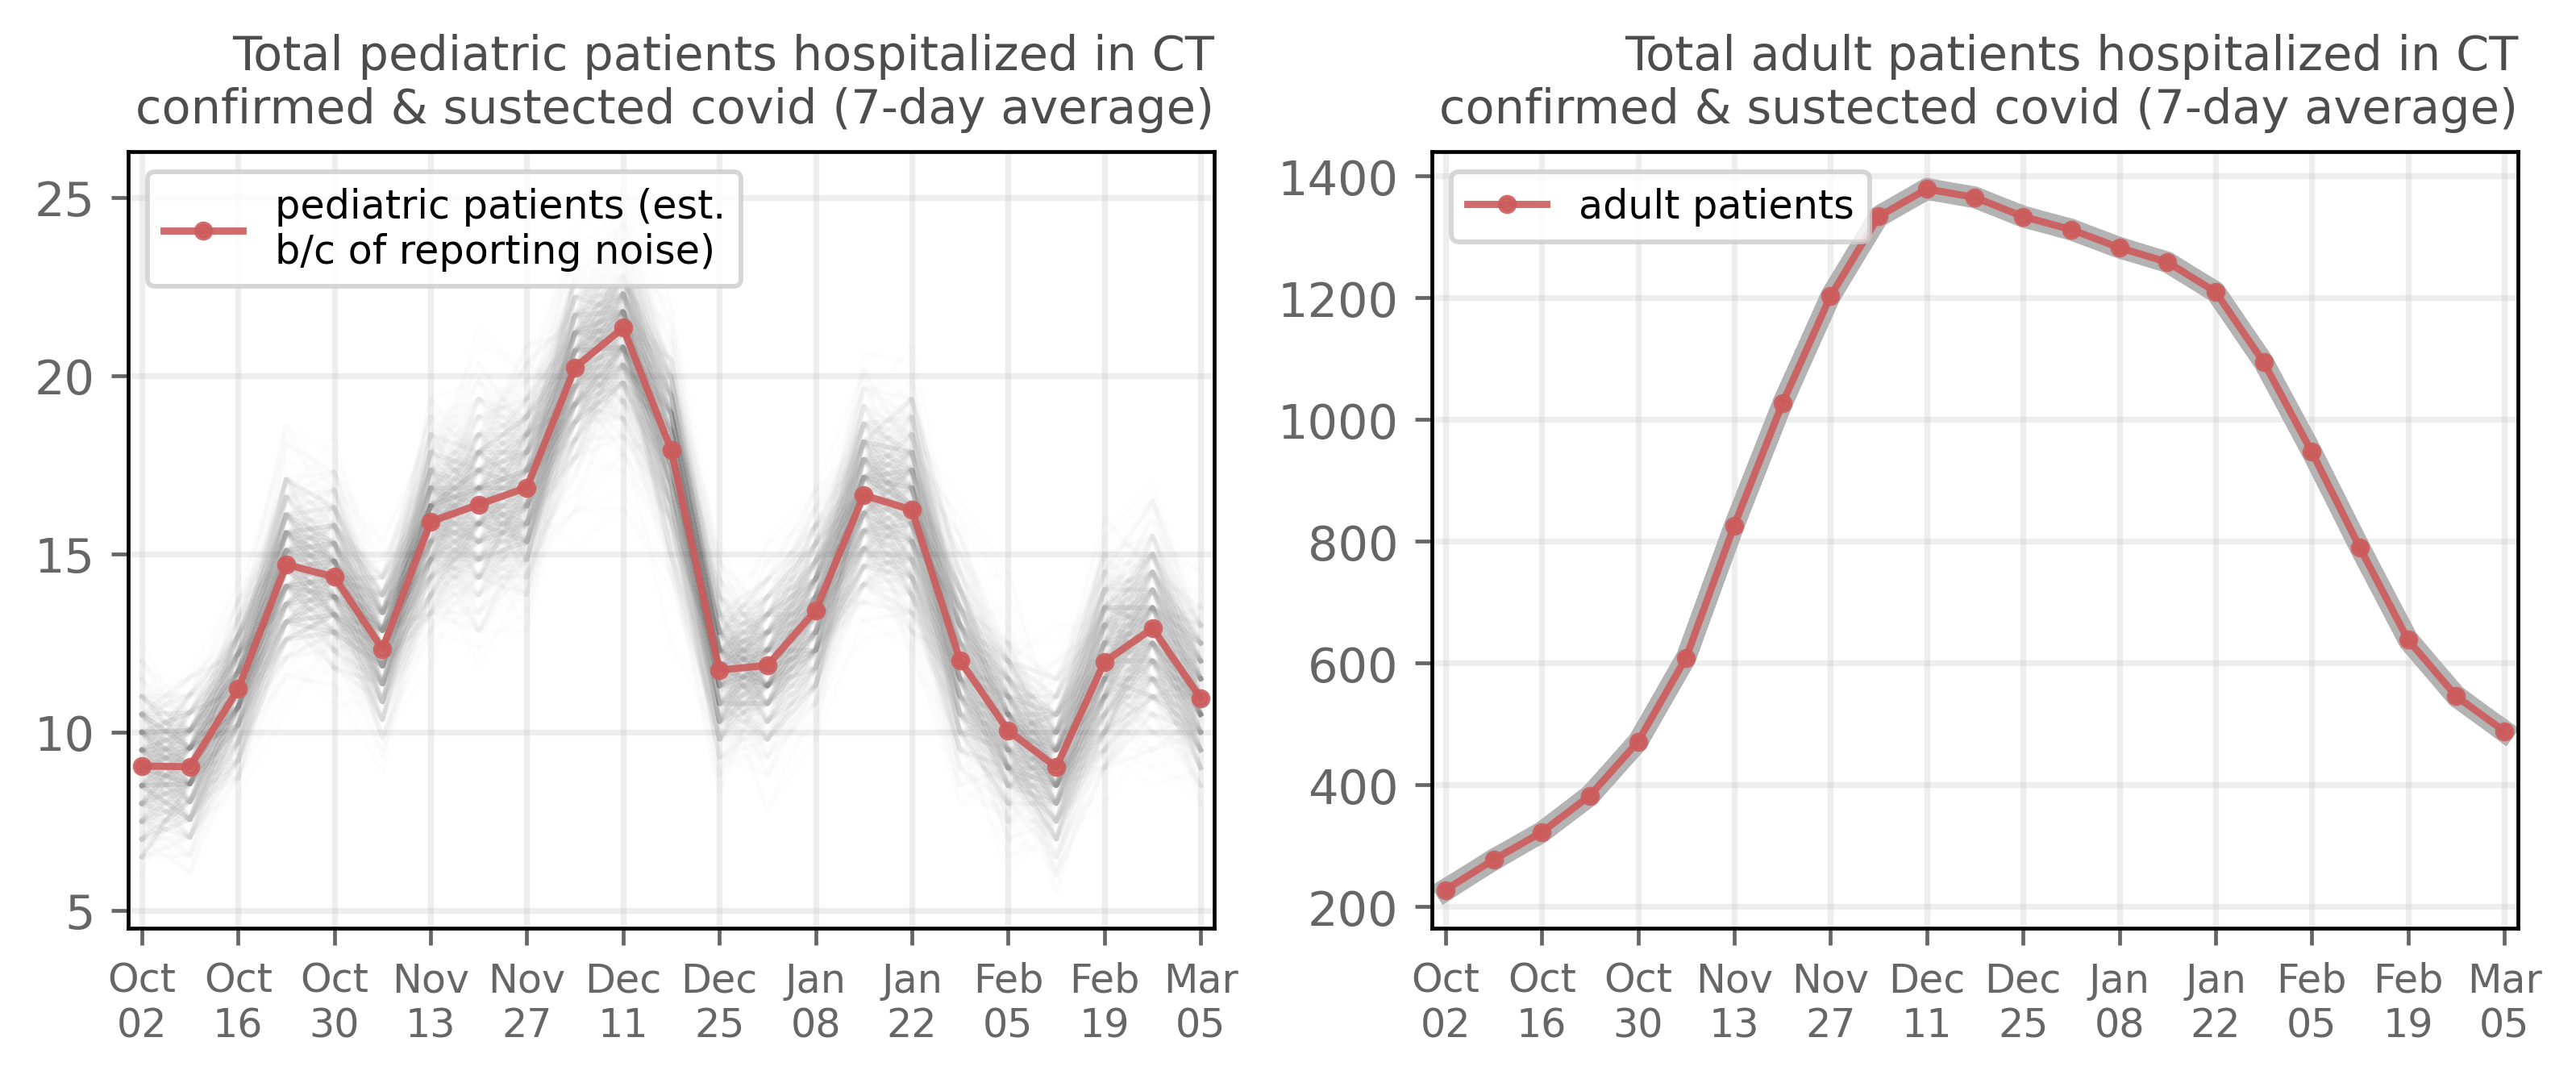 Total pediatric patients hospitalized in CT
confirmed & sustected covid (7-day average)
pediatric patients (est.
b/c of reporting noise)
25
20
15
10
5
Oct Oct Oct Nov Nov Dec Dec Jan Jan Feb Feb Mar
02 16 30 13 27 11 25 08 22 05 19 05
Total adult patients hospitalized in CT
confirmed & sustected covid (7-day average)
adult patients
1400
1200
1000
800
600
400
200
Oct Oct Oct Nov Nov Dec Dec Jan Jan Feb Feb Mar
02 16 30 13 27 11 25 08 22 05 19 05